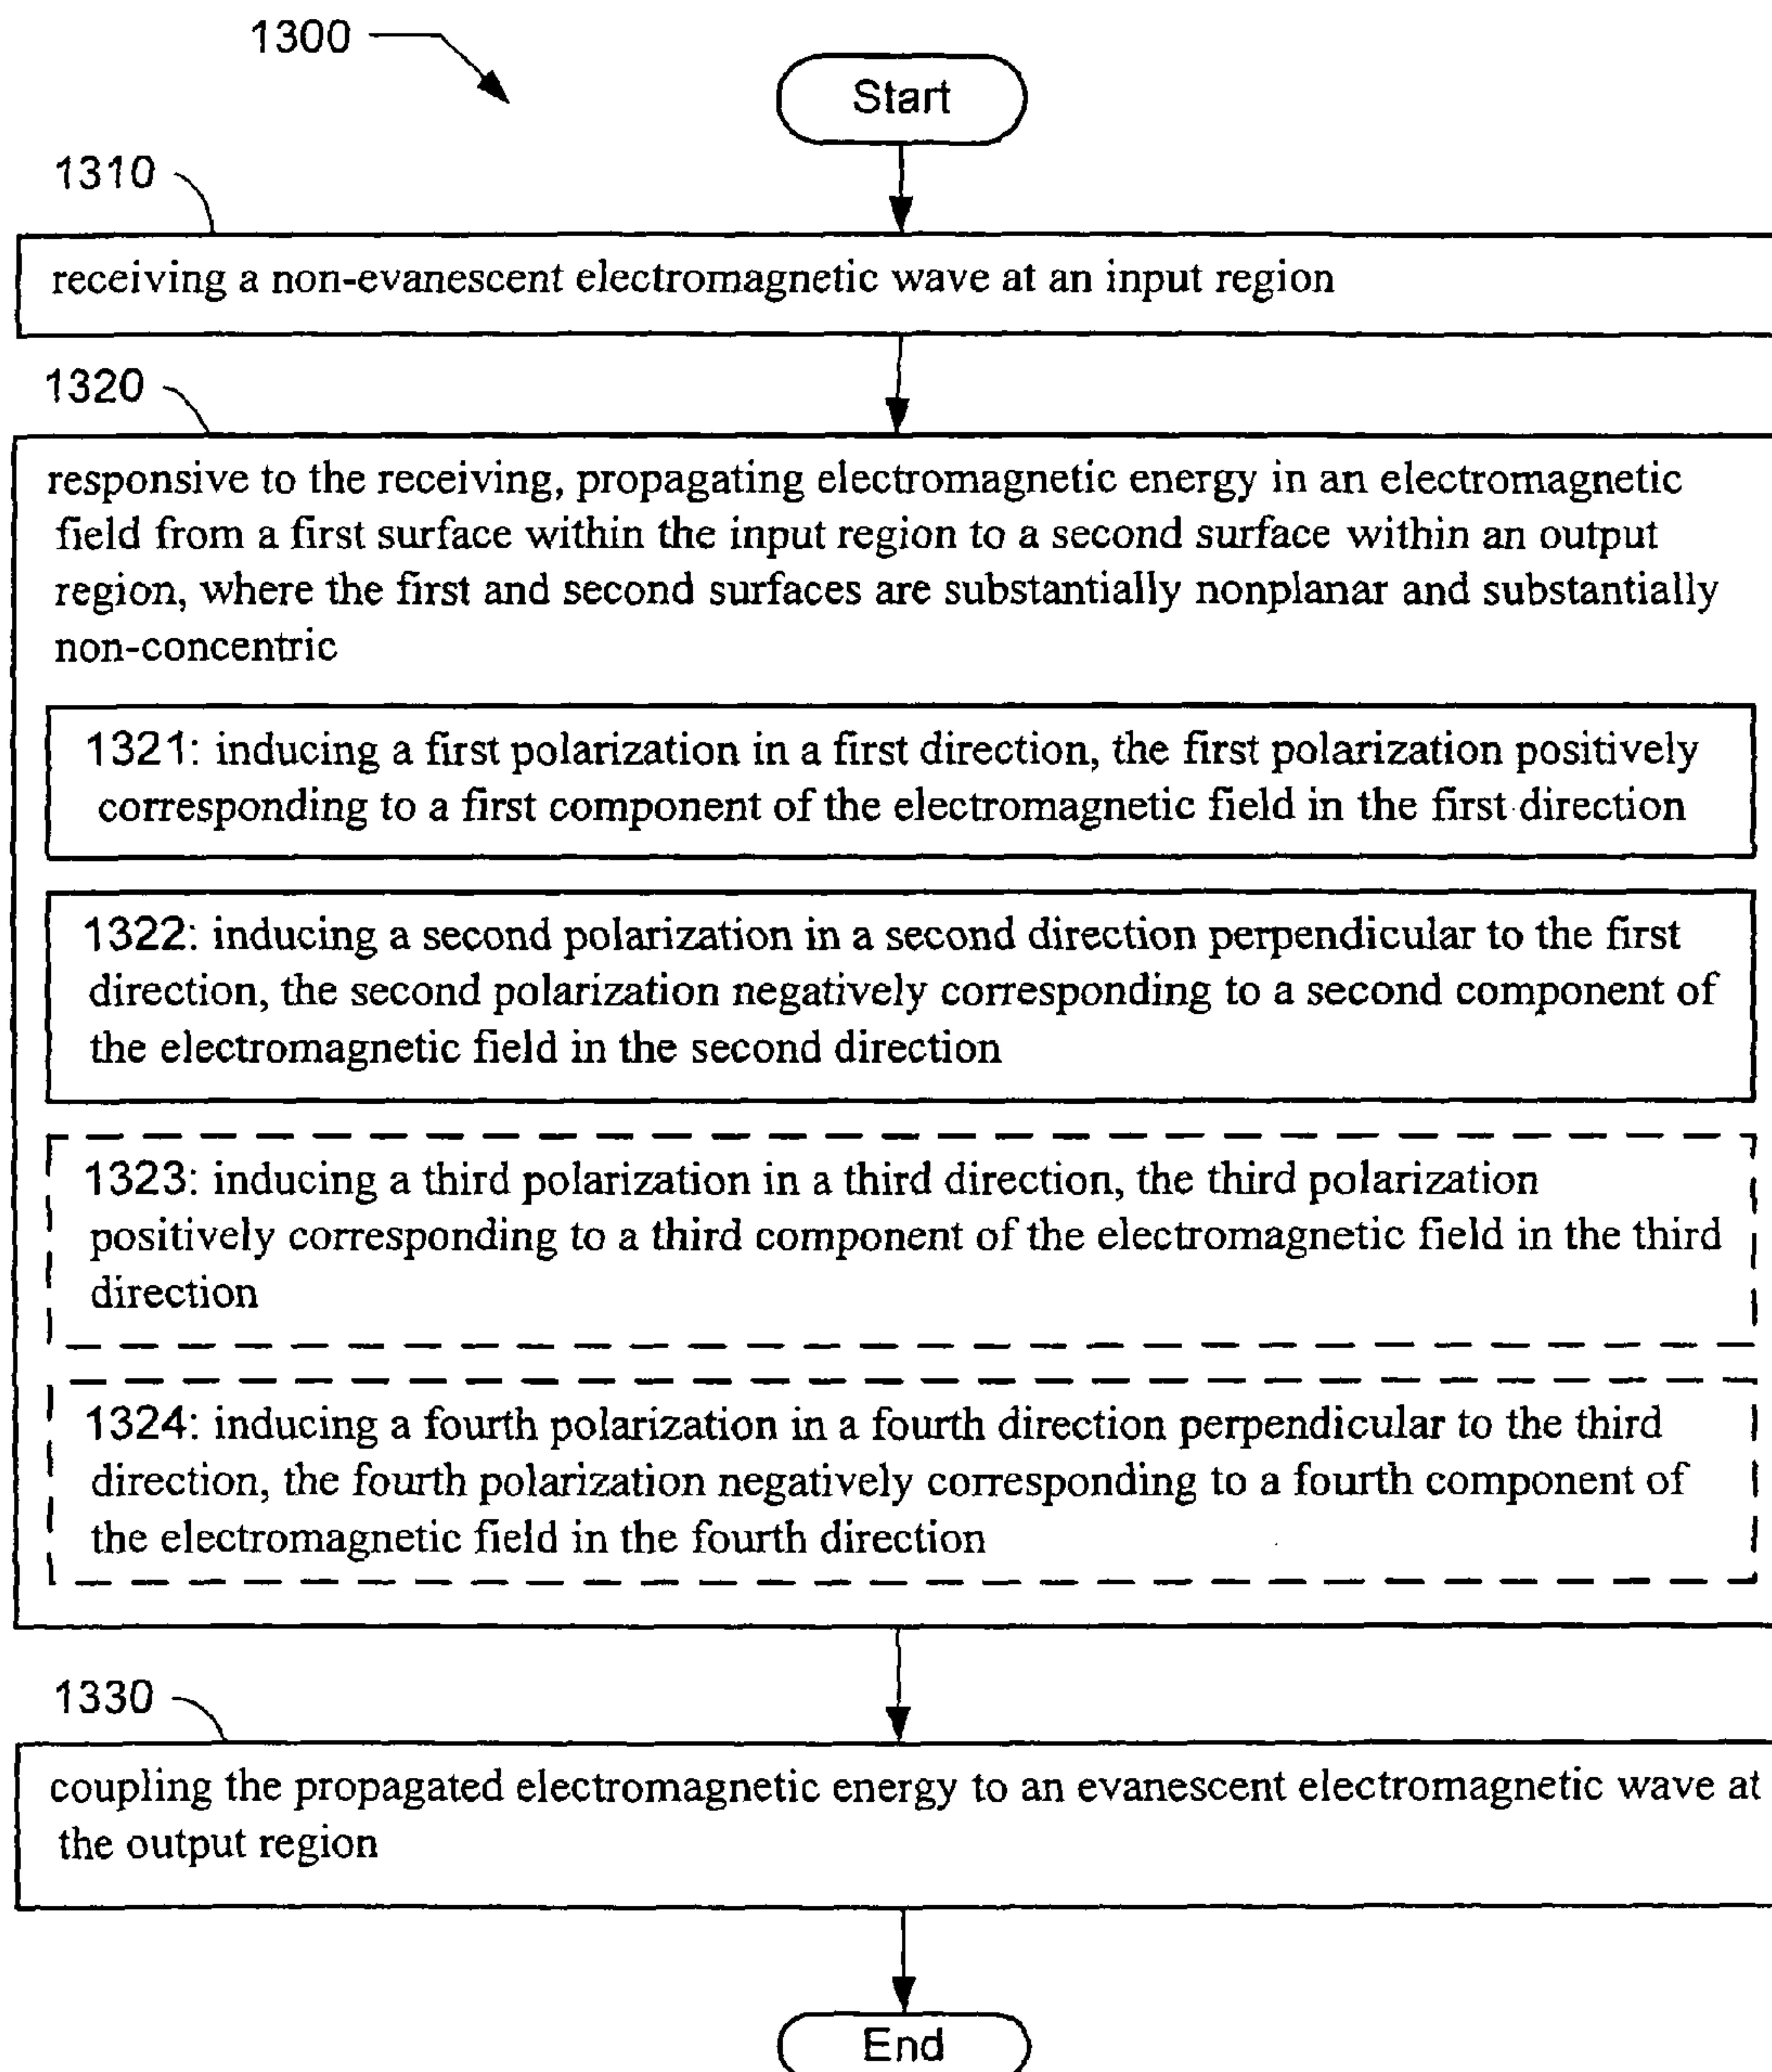 1300
Start
1310
receiving a non-evanescent electromagnetic wave at an input region
1320
responsive to the receiving, propagating electromagnetic energy in an electromagnetic
field from a first surface within the input region to a second surface within an output
region, where the first and second surfaces are substantially nonplanar and substantially
non-concentric
1321: inducing a first polarization in a first direction, the first polarization positively
corresponding to a first component of the electromagnetic field in the first direction
1322: inducing a second polarization in a second direction perpendicular to the first
direction, the second polarization negatively corresponding to a second component of
the electromagnetic field in the second direction
1323: inducing a third polarization in a third direction, the third polarization
positively corresponding to a third component of the electromagnetic field in the third
direction
1324: inducing a fourth polarization in a fourth direction perpendicular to the third
direction, the fourth polarization negatively corresponding to a fourth component of
the electromagnetic field in the fourth direction
1330
coupling the propagated electromagnetic energy to an evanescent electromagnetic wave at
the output region
End